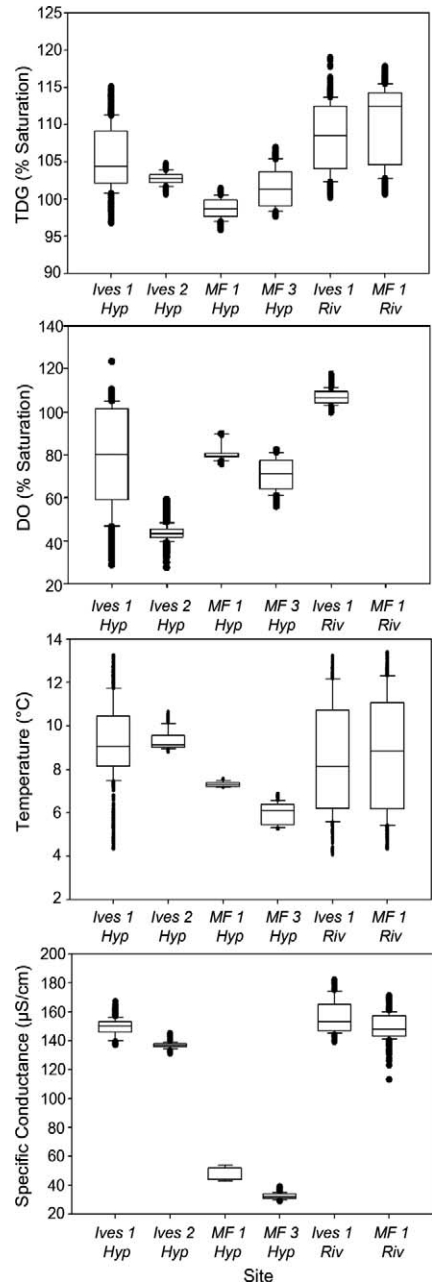 TDG (% Saturation)
125
120
115
110
105
100
95
90
Ives 1 Ives 2 MF 1 MF 3 Ives 1 MF 1
Hyp Hyp Hyp Hyp Riv Riv
DO (% Saturation)
140
120
100
80
60
40
20
Ives 1 Ives 2 MF 1 MF 3 Ives 1 MF 1
Hyp Hyp Hyp Hyp Riv Riv
Temperature (°C)
14
12
10
8
6
4
2
Ives 1 Ives 2 MF 1 MF 3 Ives 1 MF 1
Hyp Hyp Hyp Hyp Riv Riv
Specific Conductance (µS/cm)
200
180
160
140
120
100
80
60
40
20
Ives 1 Ives 2 MF 1 MF 3 Ives 1 MF 1
Hyp Hyp Hyp Hyp Riv Riv
Site